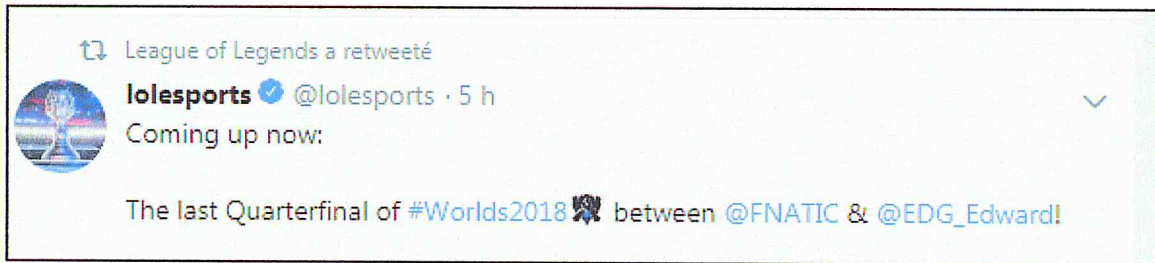 League of Legends a retweeté
lolesports @lolesports · 5 h
Coming up now:
The last Quarterfinal of #Worlds2018 between @FNATIC & @EDG_Edward!